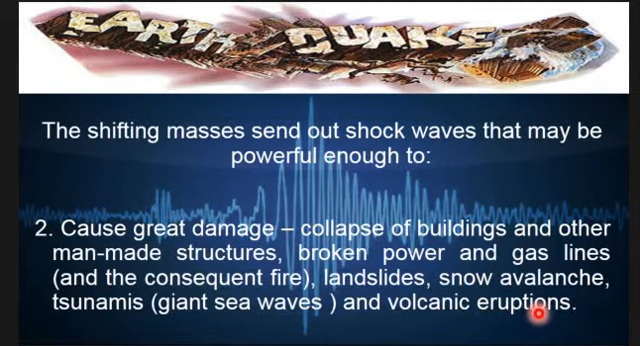 EARTH QUAKE
The shifting masses send out shock waves that may be
powerful enough to:
2. Cause great damage – collapse of buildings and other
man-made structures, broken power and gas lines
(and the consequent fire), landslides, snow avalanche,
tsunamis (giant sea waves ) and volcanic eruptions.